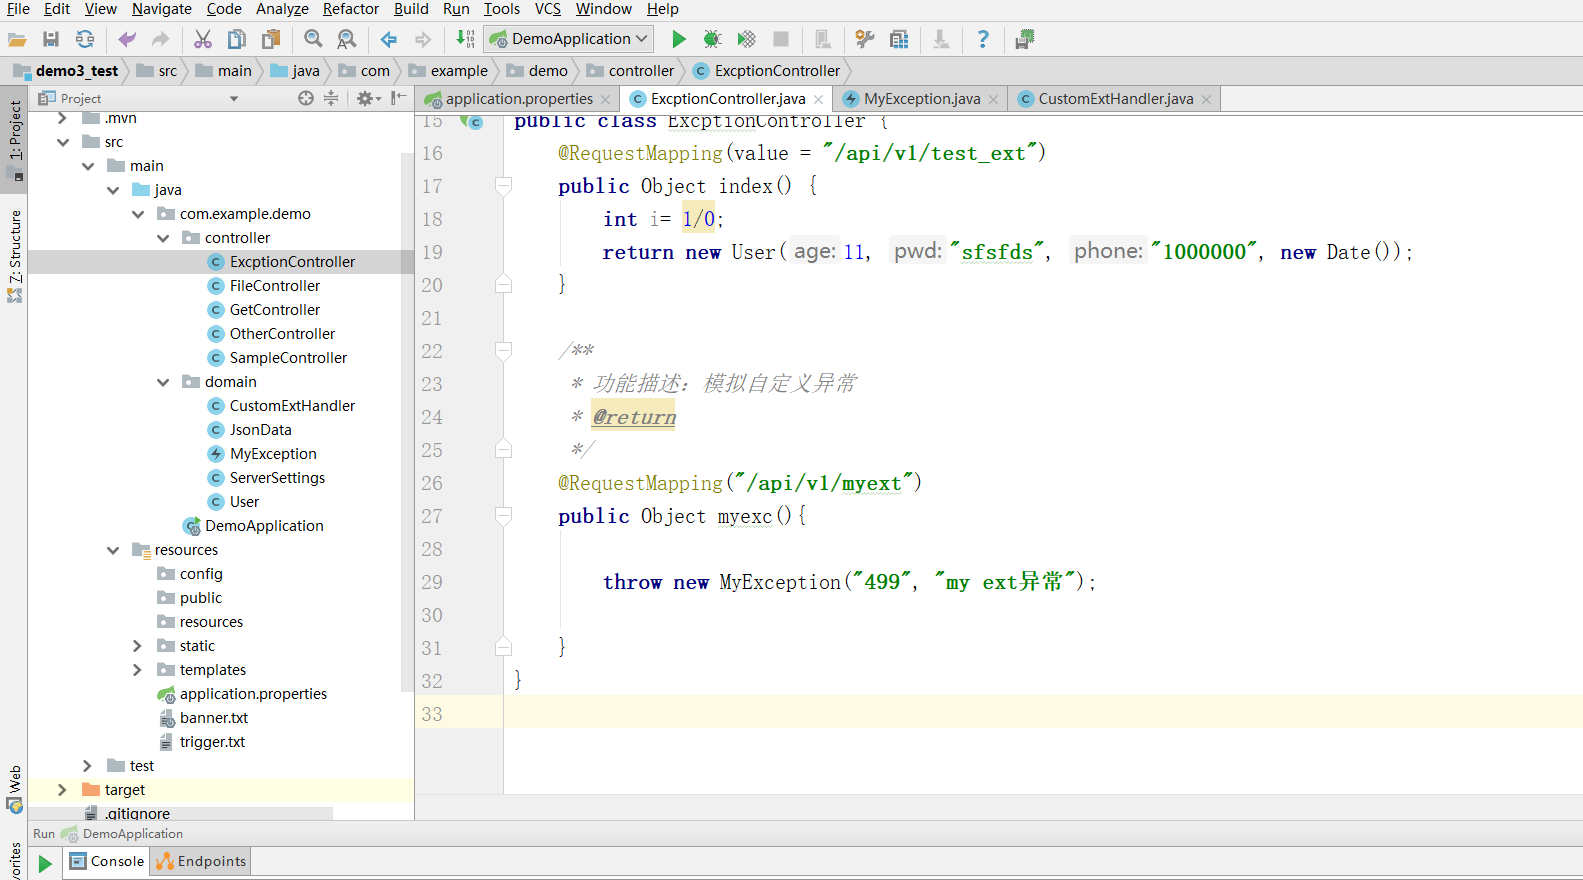 File Edit View Navigate Code Analyze Refactor Build Run Tools VCS Window Help
DemoApplication
demo3_test src main java com example demo controller ExcptionController
Project
application.properties ExcptionController.java MyException.java CustomExtHandler.java
1: Project
Z: Structure
Web
.mvn
src
main
java
com.example.demo
controller
ExcptionController
FileController
GetController
OtherController
SampleController
domain
CustomExtHandler
JsonData
MyException
ServerSettings
User
DemoApplication
resources
config
public
resources
static
templates
application.properties
banner.txt
trigger.txt
test
target
.gitignore
15 public class ExcptionController {
16 @RequestMapping(value = "/api/v1/test_ext")
17 public Object index() {
18 int i= 1/0;
19 return new User( age: 11, pwd: "sfsfds", phone: "1000000", new Date());
20 }
21
22 /**
23 * 功能描述：模拟自定义异常
24 * @return
25 */
26 @RequestMapping("/api/v1/myext")
27 public Object myexc(){
28
29 throw new MyException("499", "my ext异常");
30
31 }
32 }
33
Run DemoApplication
Console Endpoints
vorites